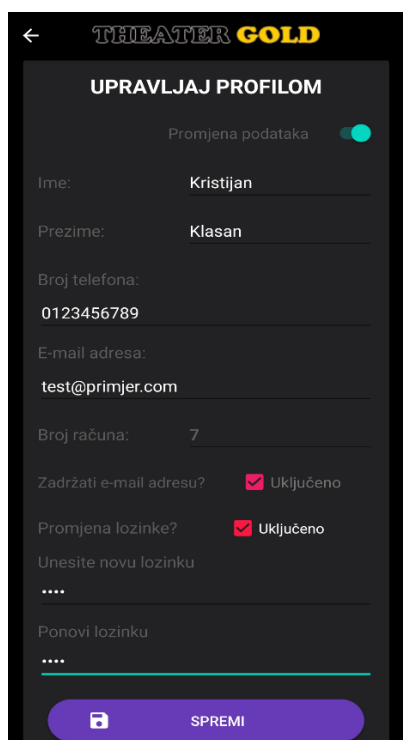 THEATER GOLD
UPRAVLJAJ PROFILOM
Promjena podataka
Ime: Kristijan
Prezime: Klasan
Broj telefona:
0123456789
E-mail adresa:
test@primjer.com
Broj računa: 7
Zadržati e-mail adresu? Uključeno
Promjena lozinke? Uključeno
Unesite novu lozinku
••••
Ponovi lozinku
••••
SPREMI